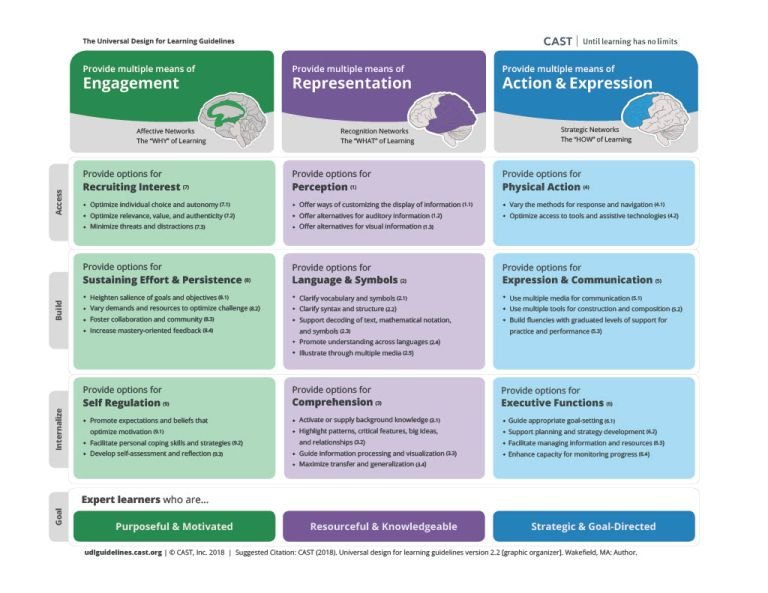 The Universal Design for Learning Guidelines
CAST | Until learning has no limits
Provide multiple means of
Engagement
Affective Networks
The "WHY" of Learning
Provide multiple means of
Representation
Recognition Networks
The "WHAT" of Learning
Provide multiple means of
Action & Expression
Strategic Networks
The "HOW" of Learning
Access
Provide options for
Recruiting Interest (7)
• Optimize individual choice and autonomy (7.1)
• Optimize relevance, value, and authenticity (7.2)
• Minimize threats and distractions (7.3)
Provide options for
Perception (1)
• Offer ways of customizing the display of information (1.1)
• Offer alternatives for auditory information (1.2)
• Offer alternatives for visual information (1.3)
Provide options for
Physical Action (4)
• Vary the methods for response and navigation (4.1)
• Optimize access to tools and assistive technologies (4.2)
Build
Provide options for
Sustaining Effort & Persistence (8)
• Heighten salience of goals and objectives (8.1)
• Vary demands and resources to optimize challenge (8.2)
• Foster collaboration and community (8.3)
• Increase mastery-oriented feedback (8.4)
Provide options for
Language & Symbols (2)
• Clarify vocabulary and symbols (2.1)
• Clarify syntax and structure (2.2)
• Support decoding of text, mathematical notation,
and symbols (2.3)
• Promote understanding across languages (2.4)
• Illustrate through multiple media (2.5)
Provide options for
Expression & Communication (5)
• Use multiple media for communication (5.1)
• Use multiple tools for construction and composition (5.2)
• Build fluencies with graduated levels of support for
practice and performance (5.3)
Internalize
Provide options for
Self Regulation (9)
• Promote expectations and beliefs that
optimize motivation (9.1)
• Facilitate personal coping skills and strategies (9.2)
• Develop self-assessment and reflection (9.3)
Provide options for
Comprehension (3)
• Activate or supply background knowledge (3.1)
• Highlight patterns, critical features, big ideas,
and relationships (3.2)
• Guide information processing and visualization (3.3)
• Maximize transfer and generalization (3.4)
Provide options for
Executive Functions (6)
• Guide appropriate goal-setting (6.1)
• Support planning and strategy development (6.2)
• Facilitate managing information and resources (6.3)
• Enhance capacity for monitoring progress (6.4)
Goal
Expert learners who are...
Purposeful & Motivated
Resourceful & Knowledgeable
Strategic & Goal-Directed
udlguidelines.cast.org | © CAST, Inc. 2018 | Suggested Citation: CAST (2018). Universal design for learning guidelines version 2.2 [graphic organizer]. Wakefield, MA: Author.